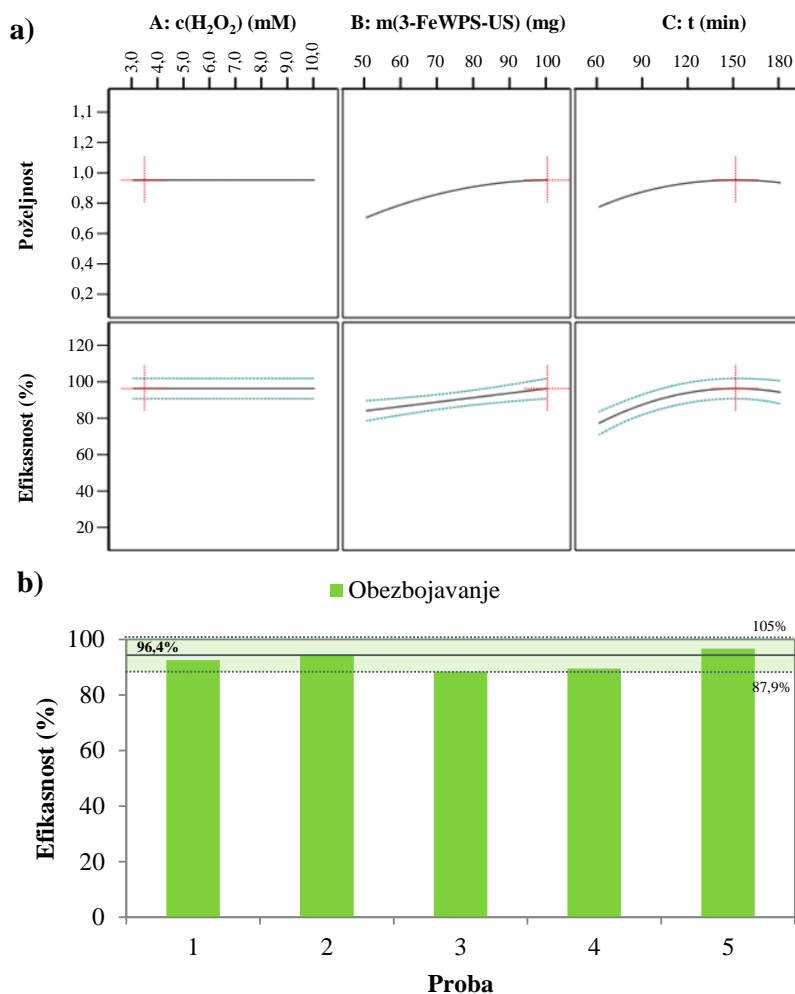 a)
A: c(H₂O₂) (mM) B: m(3-FeWPS-US) (mg) C: t (min)
3,0 4,0 5,0 6,0 7,0 8,0 9,0 10,0 50 60 70 80 90 100 60 90 120 150 180
Poželjnost
1,1
1,2
1,0
0,8
0,6
0,4
0,2
Efikasnost (%)
120
100
80
60
40
20
b)
Obezbojavanje
Efikasnost (%)
100
80
60
40
20
0
105%
96,4%
87,9%
1 2 3 4 5
Proba